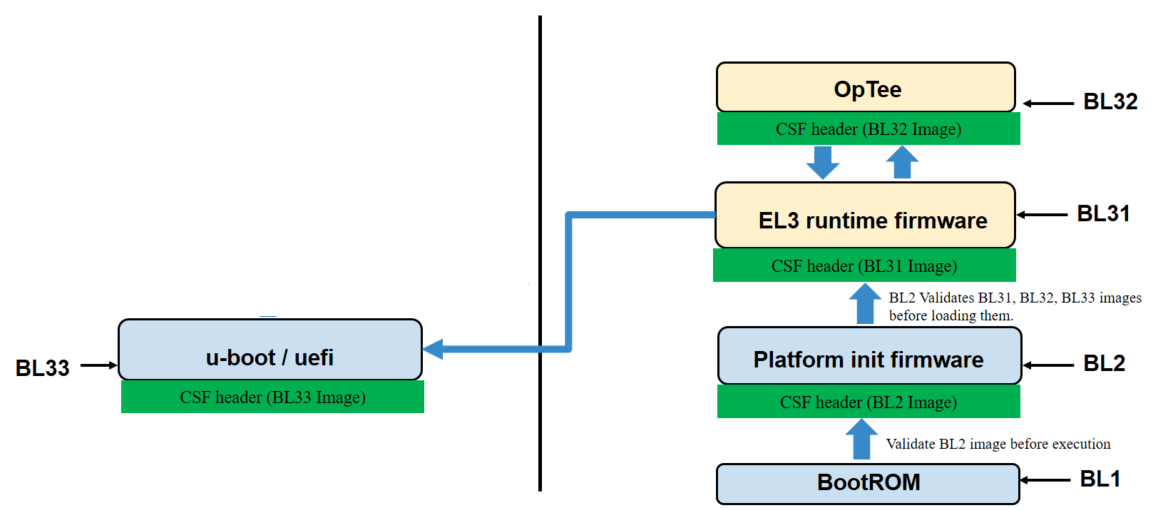 OpTee
BL32
CSF header (BL32 Image)
EL3 runtime firmware
BL31
CSF header (BL31 Image)
BL2 Validates BL31, BL32, BL33 images
before loading them.
u-boot / uefi
BL33
CSF header (BL33 Image)
Platform init firmware
BL2
CSF header (BL2 Image)
Validate BL2 image before execution
BootROM
BL1